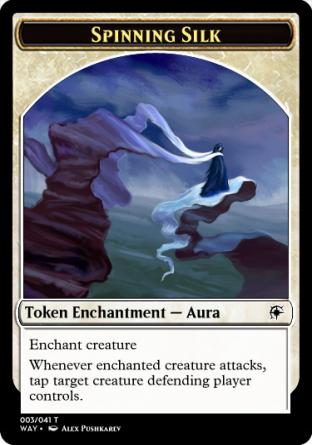 Spinning Silk
Token Enchantment — Aura
Enchant creature
Whenever enchanted creature attacks,
tap target creature defending player
controls.
003/041 T
WAY • Alex Pushkarev